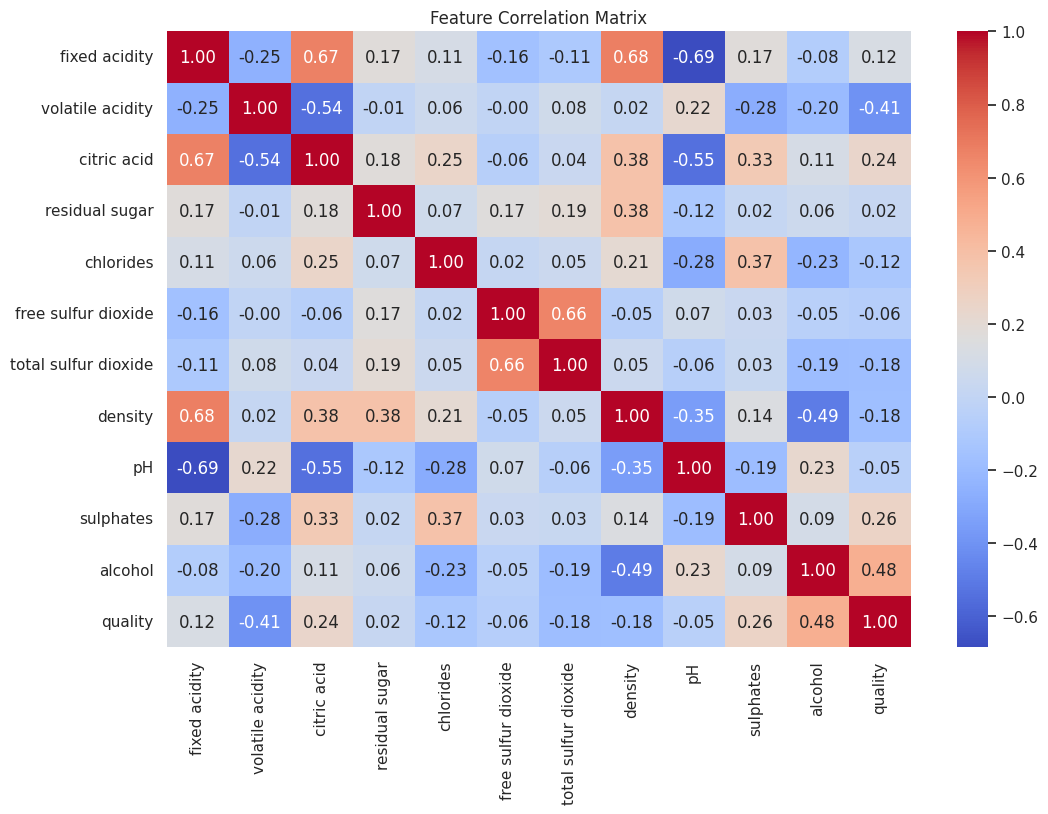 Feature Correlation Matrix
fixed acidity 1.00 -0.25 0.67 0.17 0.11 -0.16 -0.11 0.68 -0.69 0.17 -0.08 0.12
volatile acidity -0.25 1.00 -0.54 -0.01 0.06 -0.00 0.08 0.02 0.22 -0.28 -0.20 -0.41
citric acid 0.67 -0.54 1.00 0.18 0.25 -0.06 0.04 0.38 -0.55 0.33 0.11 0.24
residual sugar 0.17 -0.01 0.18 1.00 0.07 0.17 0.19 0.38 -0.12 0.02 0.06 0.02
chlorides 0.11 0.06 0.25 0.07 1.00 0.02 0.05 0.21 -0.28 0.37 -0.23 -0.12
free sulfur dioxide -0.16 -0.00 -0.06 0.17 0.02 1.00 0.66 -0.05 0.07 0.03 -0.05 -0.06
total sulfur dioxide -0.11 0.08 0.04 0.19 0.05 0.66 1.00 0.05 -0.06 0.03 -0.19 -0.18
density 0.68 0.02 0.38 0.38 0.21 -0.05 0.05 1.00 -0.35 0.14 -0.49 -0.18
pH -0.69 0.22 -0.55 -0.12 -0.28 0.07 -0.06 -0.35 1.00 -0.19 0.23 -0.05
sulphates 0.17 -0.28 0.33 0.02 0.37 0.03 0.03 0.14 -0.19 1.00 0.09 0.26
alcohol -0.08 -0.20 0.11 0.06 -0.23 -0.05 -0.19 -0.49 0.23 0.09 1.00 0.48
quality 0.12 -0.41 0.24 0.02 -0.12 -0.06 -0.18 -0.18 -0.05 0.26 0.48 1.00
fixed acidity
volatile acidity
citric acid
residual sugar
chlorides
free sulfur dioxide
total sulfur dioxide
density
pH
sulphates
alcohol
quality
1.0
0.8
0.6
0.4
0.2
0.0
−0.2
−0.4
−0.6